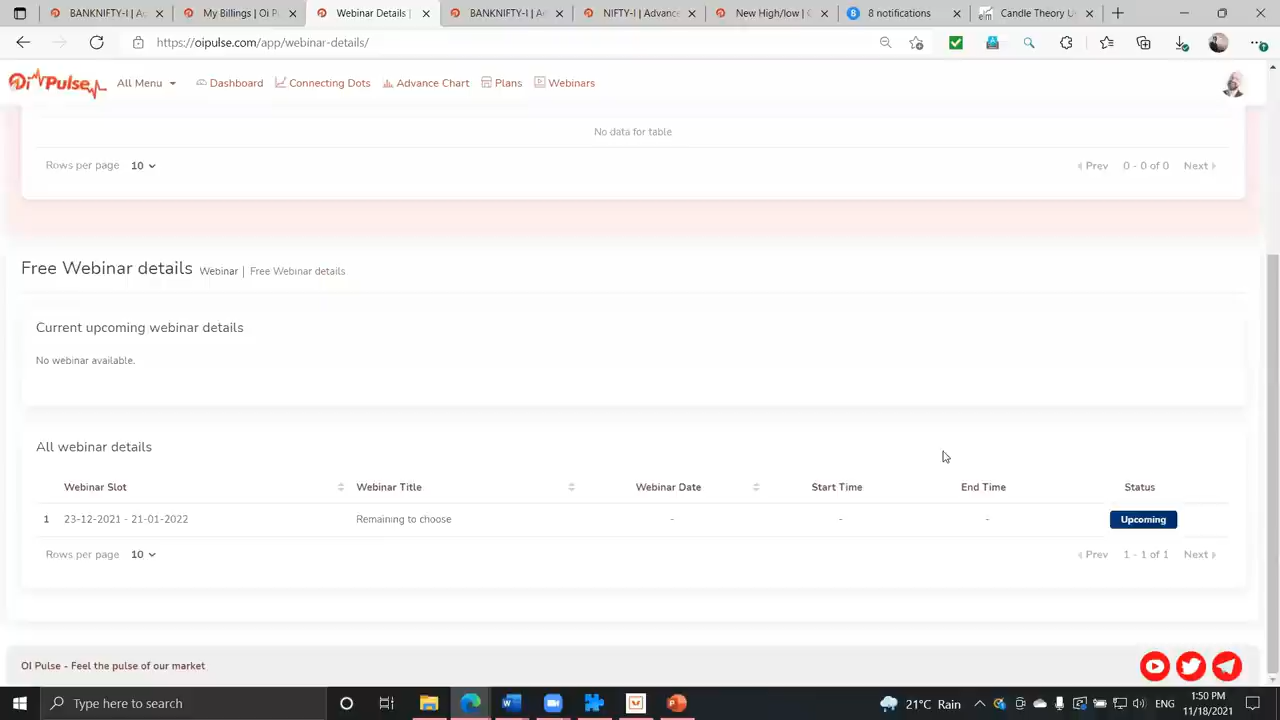 BANKNIFTY-I | A
My Billings | Oi P
Webinar Details |
BANKNIFTY-I | A
NIFTY-I | Advance
New High/low | C
8 notifications
Candle Theory U
https://oipulse.com/app/webinar-details/
Oi Pulse All Menu Dashboard Connecting Dots Advance Chart Plans Webinars
No data for table
Rows per page 10 Prev 0 - 0 of 0 Next
Free Webinar details Webinar | Free Webinar details
Current upcoming webinar details
No webinar available.
All webinar details
Webinar Slot Webinar Title Webinar Date Start Time End Time Status
1 23-12-2021 - 21-01-2022 Remaining to choose - - - Upcoming
Rows per page 10 Prev 1 - 1 of 1 Next
OI Pulse - Feel the pulse of our market
Type here to search 21°C Rain ENG 1:50 PM
11/18/2021